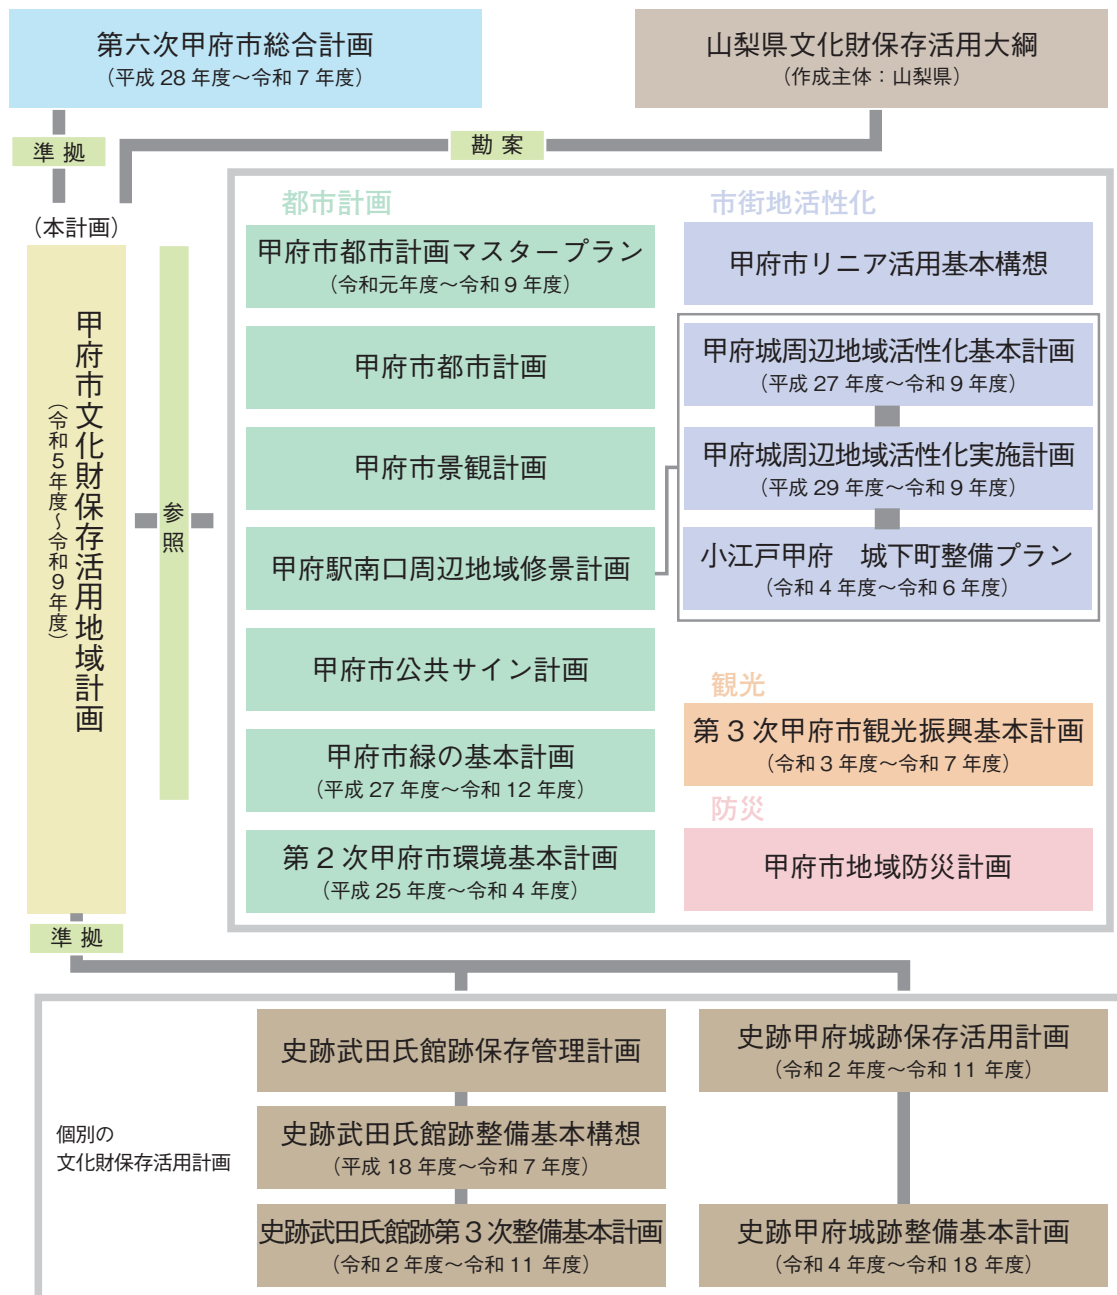 第六次甲府市総合計画
（平成 28 年度～令和 7 年度）
山梨県文化財保存活用大綱
（作成主体：山梨県）
準 拠
勘 案
（本計画）
甲府市文化財保存活用地域計画
（令和５年度～令和９年度）
参照
都市計画
甲府市都市計画マスタープラン
（令和元年度～令和 9 年度）
甲府市都市計画
甲府市景観計画
甲府駅南口周辺地域修景計画
甲府市公共サイン計画
甲府市緑の基本計画
（平成 27 年度～令和 12 年度）
第２次甲府市環境基本計画
（平成 25 年度～令和 4 年度）
市街地活性化
甲府市リニア活用基本構想
甲府城周辺地域活性化基本計画
（平成 27 年度～令和 9 年度）
甲府城周辺地域活性化実施計画
（平成 29 年度～令和 9 年度）
小江戸甲府　城下町整備プラン
（令和 4 年度～令和 6 年度）
観光
第３次甲府市観光振興基本計画
（令和 3 年度～令和 7 年度）
防災
甲府市地域防災計画
準 拠
個別の
文化財保存活用計画
史跡武田氏館跡保存管理計画
史跡武田氏館跡整備基本構想
（平成 18 年度～令和 7 年度）
史跡武田氏館跡第３次整備基本計画
（令和 2 年度～令和 11 年度）
史跡甲府城跡保存活用計画
（令和 2 年度～令和 11 年度）
史跡甲府城跡整備基本計画
（令和 4 年度～令和 18 年度）